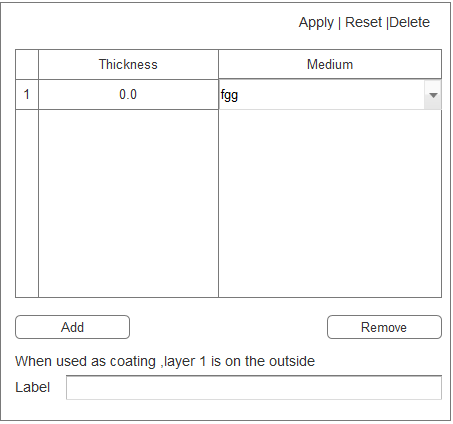 Apply | Reset |Delete
Thickness Medium
1 0.0 fgg
Add Remove
When used as coating ,layer 1 is on the outside
Label